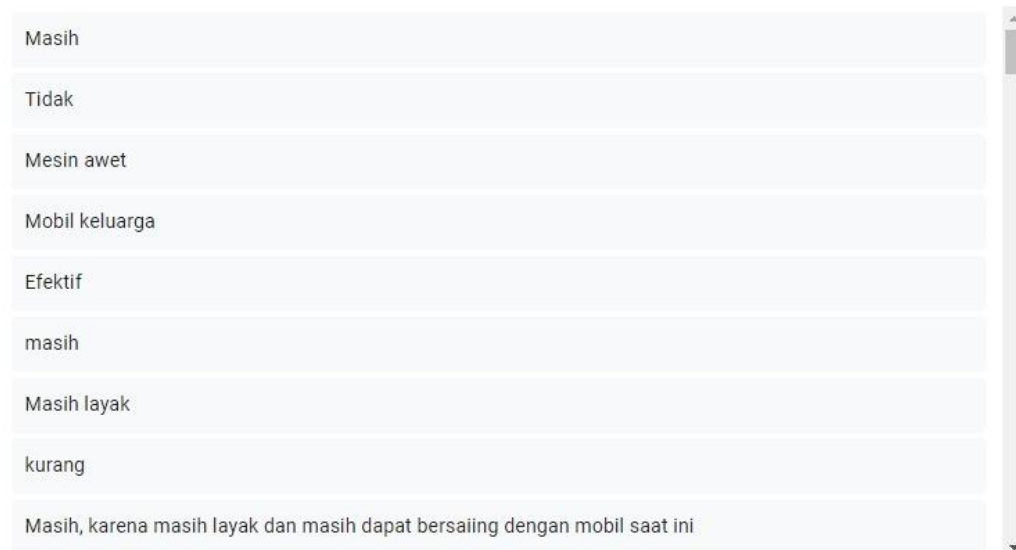 Masih
Tidak
Mesin awet
Mobil keluarga
Efektif
masih
Masih layak
kurang
Masih, karena masih layak dan masih dapat bersaiing dengan mobil saat ini